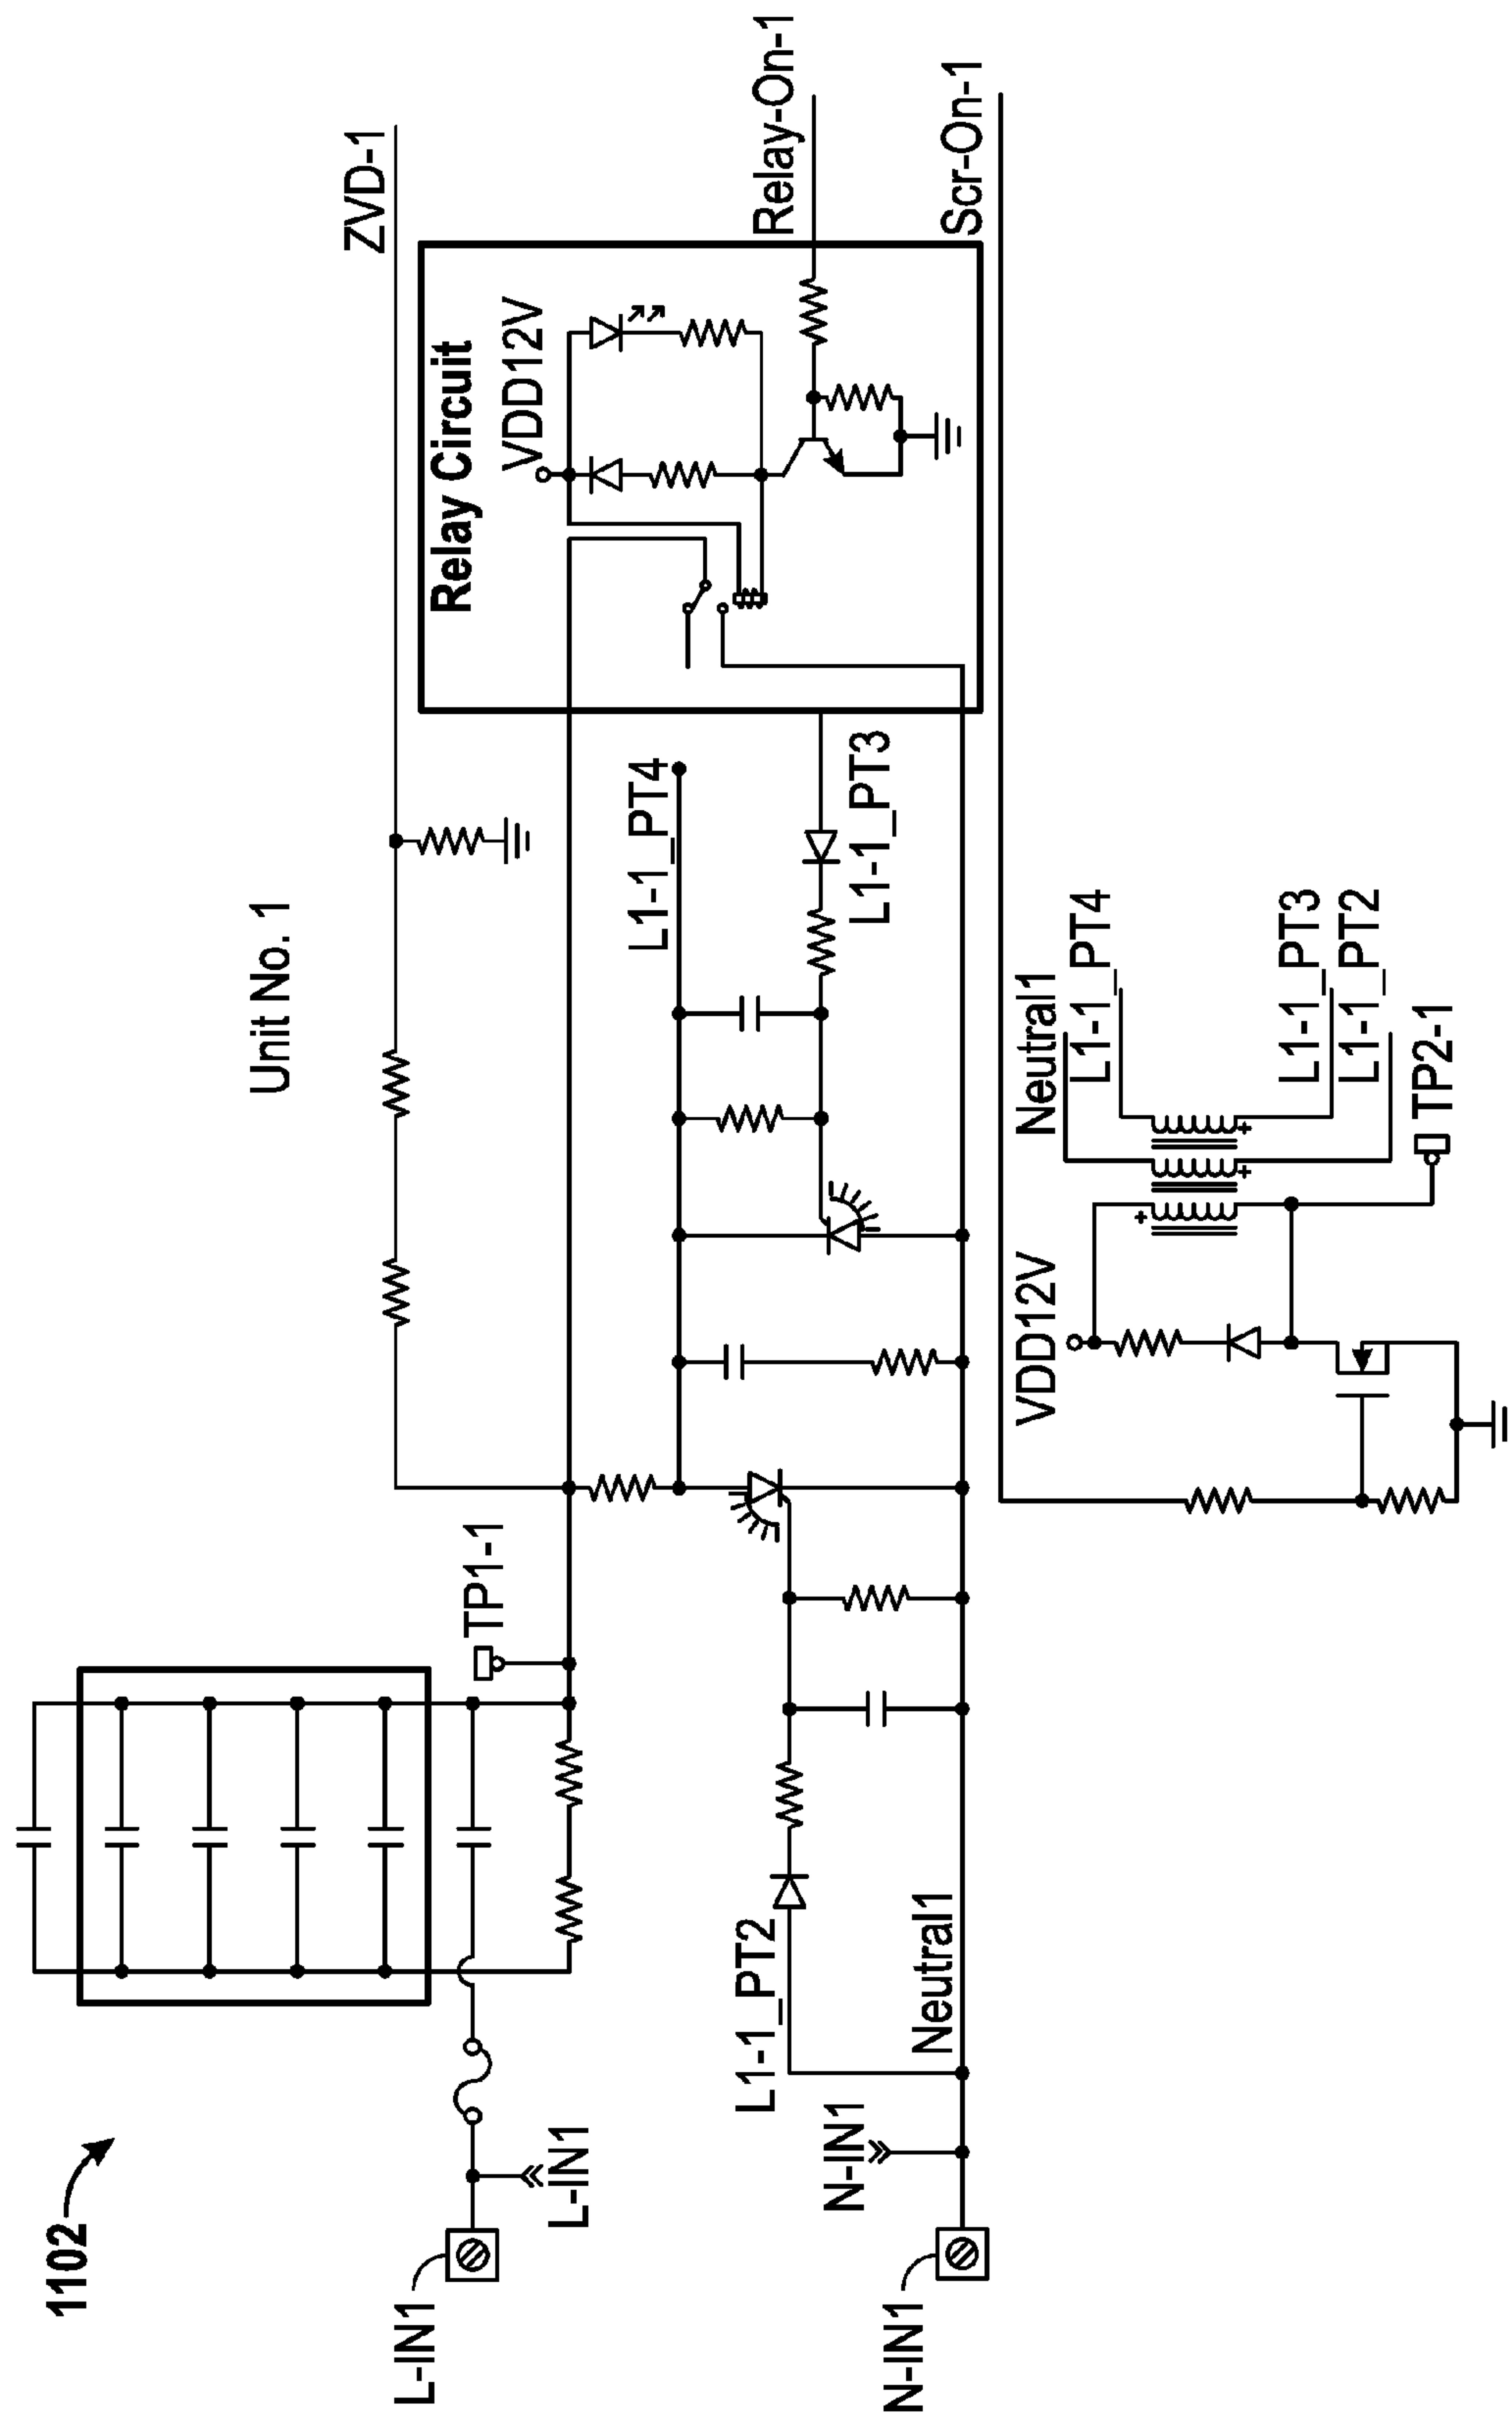 1102
Unit No. 1
ZVD-1
TP1-1
L-IN1
L-IN1
Relay Circuit
VDD12V
Relay-On-1
Scr-On-1
L1-1_PT4
L1-1_PT3
L1-1_PT2
N-IN1
N-IN1
Neutral1
VDD12V
Neutral1
L1-1_PT4
L1-1_PT3
L1-1_PT2
TP2-1